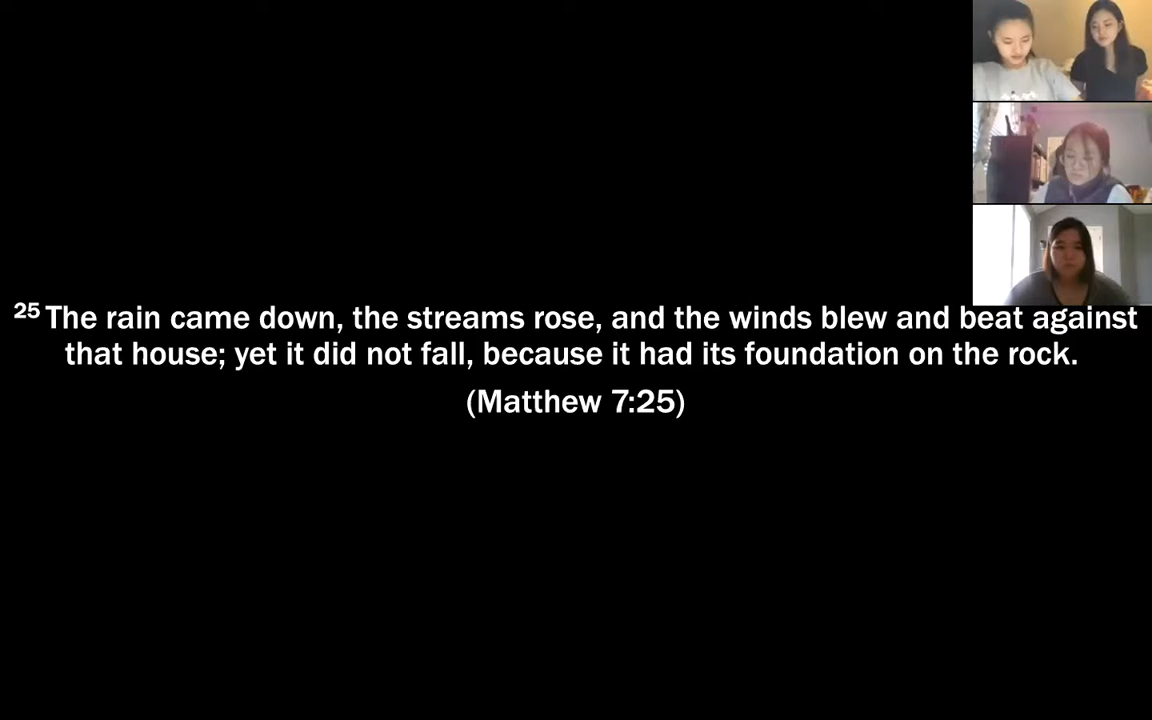 25 The rain came down, the streams rose, and the winds blew and beat against
that house; yet it did not fall, because it had its foundation on the rock.
(Matthew 7:25)